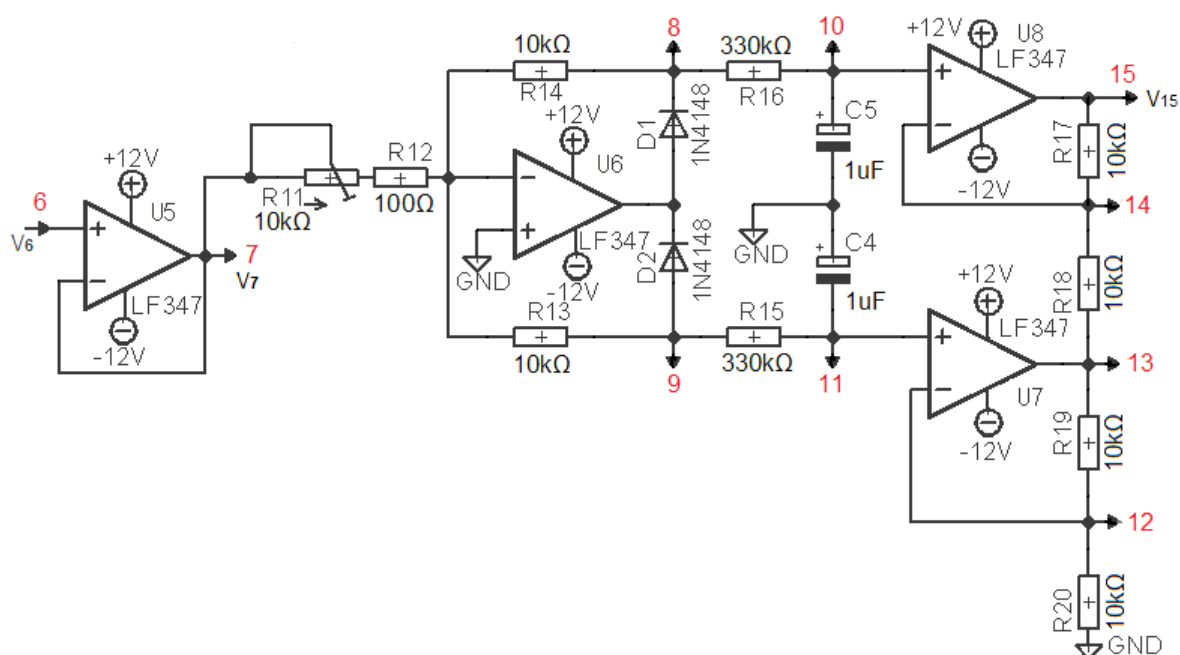 8
10
+12V
U8
LF347
10kΩ
R14
330kΩ
R16
15
V15
+12V
D1
1N4148
+
C5
1uF
-12V
R17
10kΩ
+12V
U5
R11
10kΩ
R12
100Ω
U6
14
6
V6
7
V7
LF347
-12V
GND
LF347
-12V
D2
1N4148
GND
+
C4
1uF
+12V
LF347
R18
10kΩ
R13
10kΩ
R15
330kΩ
9
11
U7
-12V
13
R19
10kΩ
12
R20
10kΩ
GND